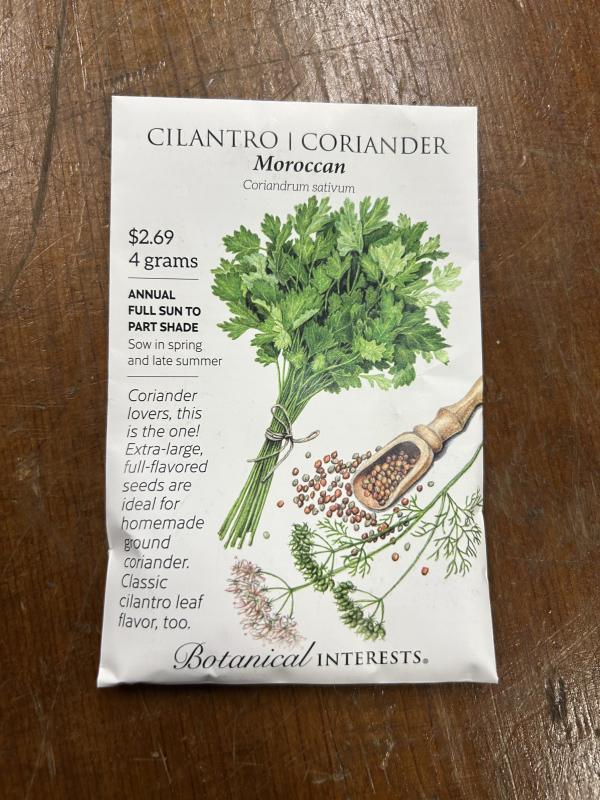 CILANTRO | CORIANDER
Moroccan
Coriandrum sativum
$2.69
4 grams
ANNUAL
FULL SUN TO
PART SHADE
Sow in spring
and late summer
Coriander
lovers, this
is the one!
Extra-large,
full-flavored
seeds are
ideal for
homemade
ground
coriander.
Classic
cilantro leaf
flavor, too.
Botanical INTERESTS®